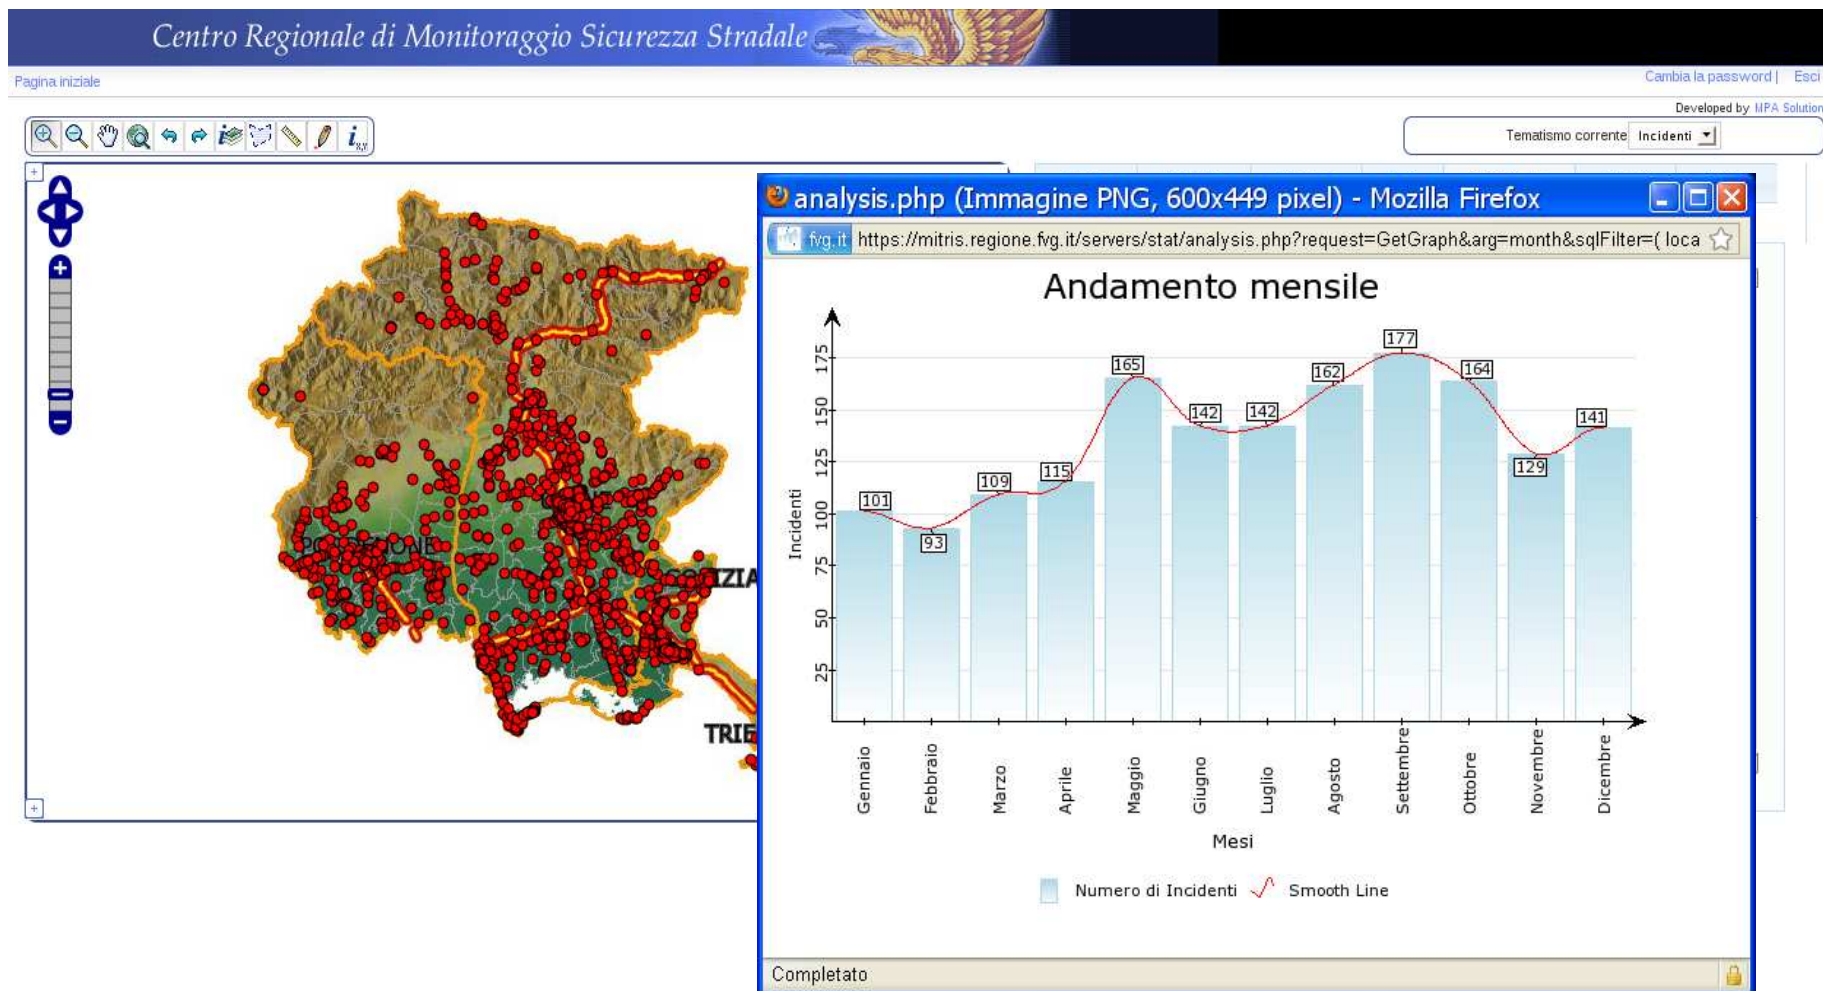 Centro Regionale di Monitoraggio Sicurezza Stradale
Pagina iniziale
Cambia la password | Esci
Developed by MPA Solution
Tematismo corrente Incidenti
analysis.php (Immagine PNG, 600x449 pixel) - Mozilla Firefox
fvg.it https://mitris.regione.fvg.it/servers/stat/analysis.php?request=GetGraph&arg=month&sqlFilter=( loca
Andamento mensile
Incidenti
175
150
125
100
75
50
25
101
93
109
115
165
142
142
162
177
164
129
141
Gennaio
Febbraio
Marzo
Aprile
Maggio
Giugno
Luglio
Agosto
Settembre
Ottobre
Novembre
Dicembre
Mesi
Numero di Incidenti
Smooth Line
Completato
PORDENONE
TRIE